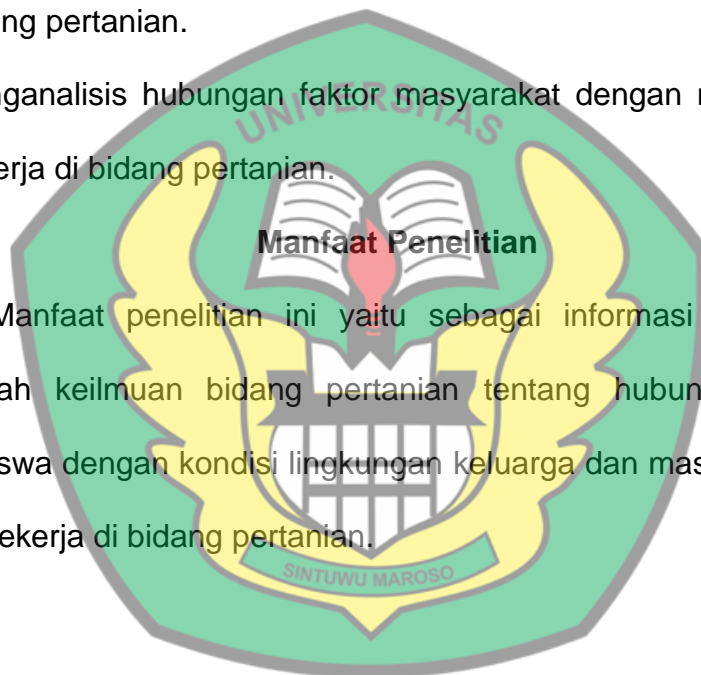 ng pertanian.
nganalisis hubungan faktor masyarakat dengan
erja di bidang pertanian.
UNIVERSITAS
Manfaat Penelitian
Manfaat penelitian ini yaitu sebagai informasi
ah keilmuan bidang pertanian tentang hubun
swa dengan kondisi lingkungan keluarga dan mas
ekerja di bidang pertanian.
SINTUWU MAROSO